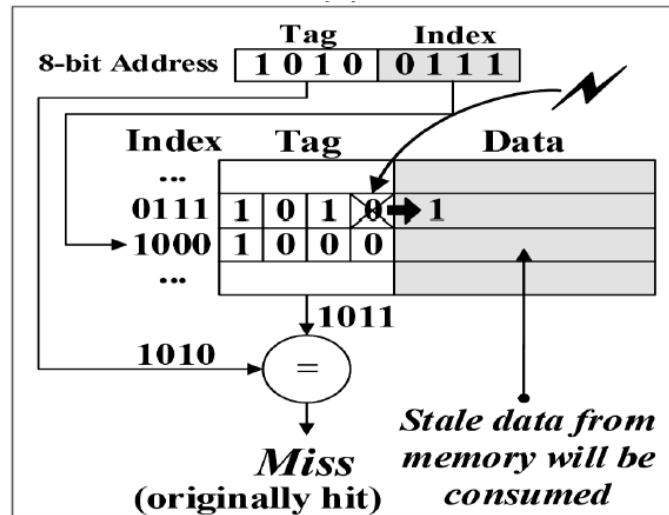 Tag Index
8-bit Address 1 0 1 0 0 1 1 1
Index Tag Data
...
0111 1 0 1 0 1
1000 1 0 0 0
...
1011
1010
=
Miss
(originally hit)
Stale data from
memory will be
consumed